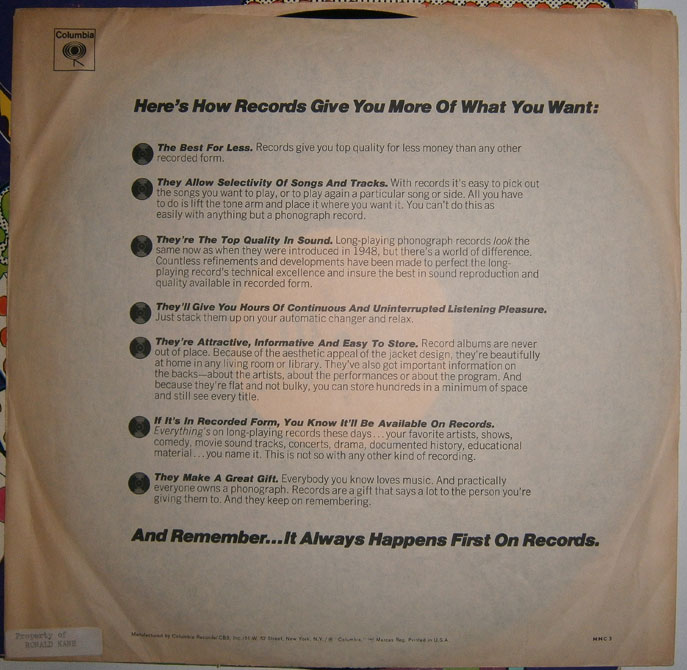 Columbia
Here's How Records Give You More Of What You Want:
The Best For Less. Records give you top quality for less money than any other
recorded form.
They Allow Selectivity Of Songs And Tracks. With records it's easy to pick out
the songs you want to play, or to play again a particular song or side. All you have
to do is lift the tone arm and place it where you want it. You can't do this as
easily with anything but a phonograph record.
They're The Top Quality In Sound. Long-playing phonograph records look the
same now as when they were introduced in 1948, but there's a world of difference.
Countless refinements and developments have been made to perfect the long-
playing record's technical excellence and insure the best in sound reproduction and
quality available in recorded form.
They'll Give You Hours Of Continuous And Uninterrupted Listening Pleasure.
Just stack them up on your automatic changer and relax.
They're Attractive, Informative And Easy To Store. Record albums are never
out of place. Because of the aesthetic appeal of the jacket design, they're beautifully
at home in any living room or library. They've also got important information on
the backs—about the artists, about the performances or about the program. And
because they're flat and not bulky, you can store hundreds in a minimum of space
and still see every title.
If It's In Recorded Form, You Know It'll Be Available On Records.
Everything's on long-playing records these days...your favorite artists, shows,
comedy, movie sound tracks, concerts, drama, documented history, educational
material...you name it. This is not so with any other kind of recording.
They Make A Great Gift. Everybody you know loves music. And practically
everyone owns a phonograph. Records are a gift that says a lot to the person you're
giving them to. And they keep on remembering.
And Remember...It Always Happens First On Records.
Manufactured by Columbia Records/CBS, Inc./51 W. 52 Street, New York, N.Y./® "Columbia," Marcas Reg. Printed in U.S.A.
Property of
RONALD